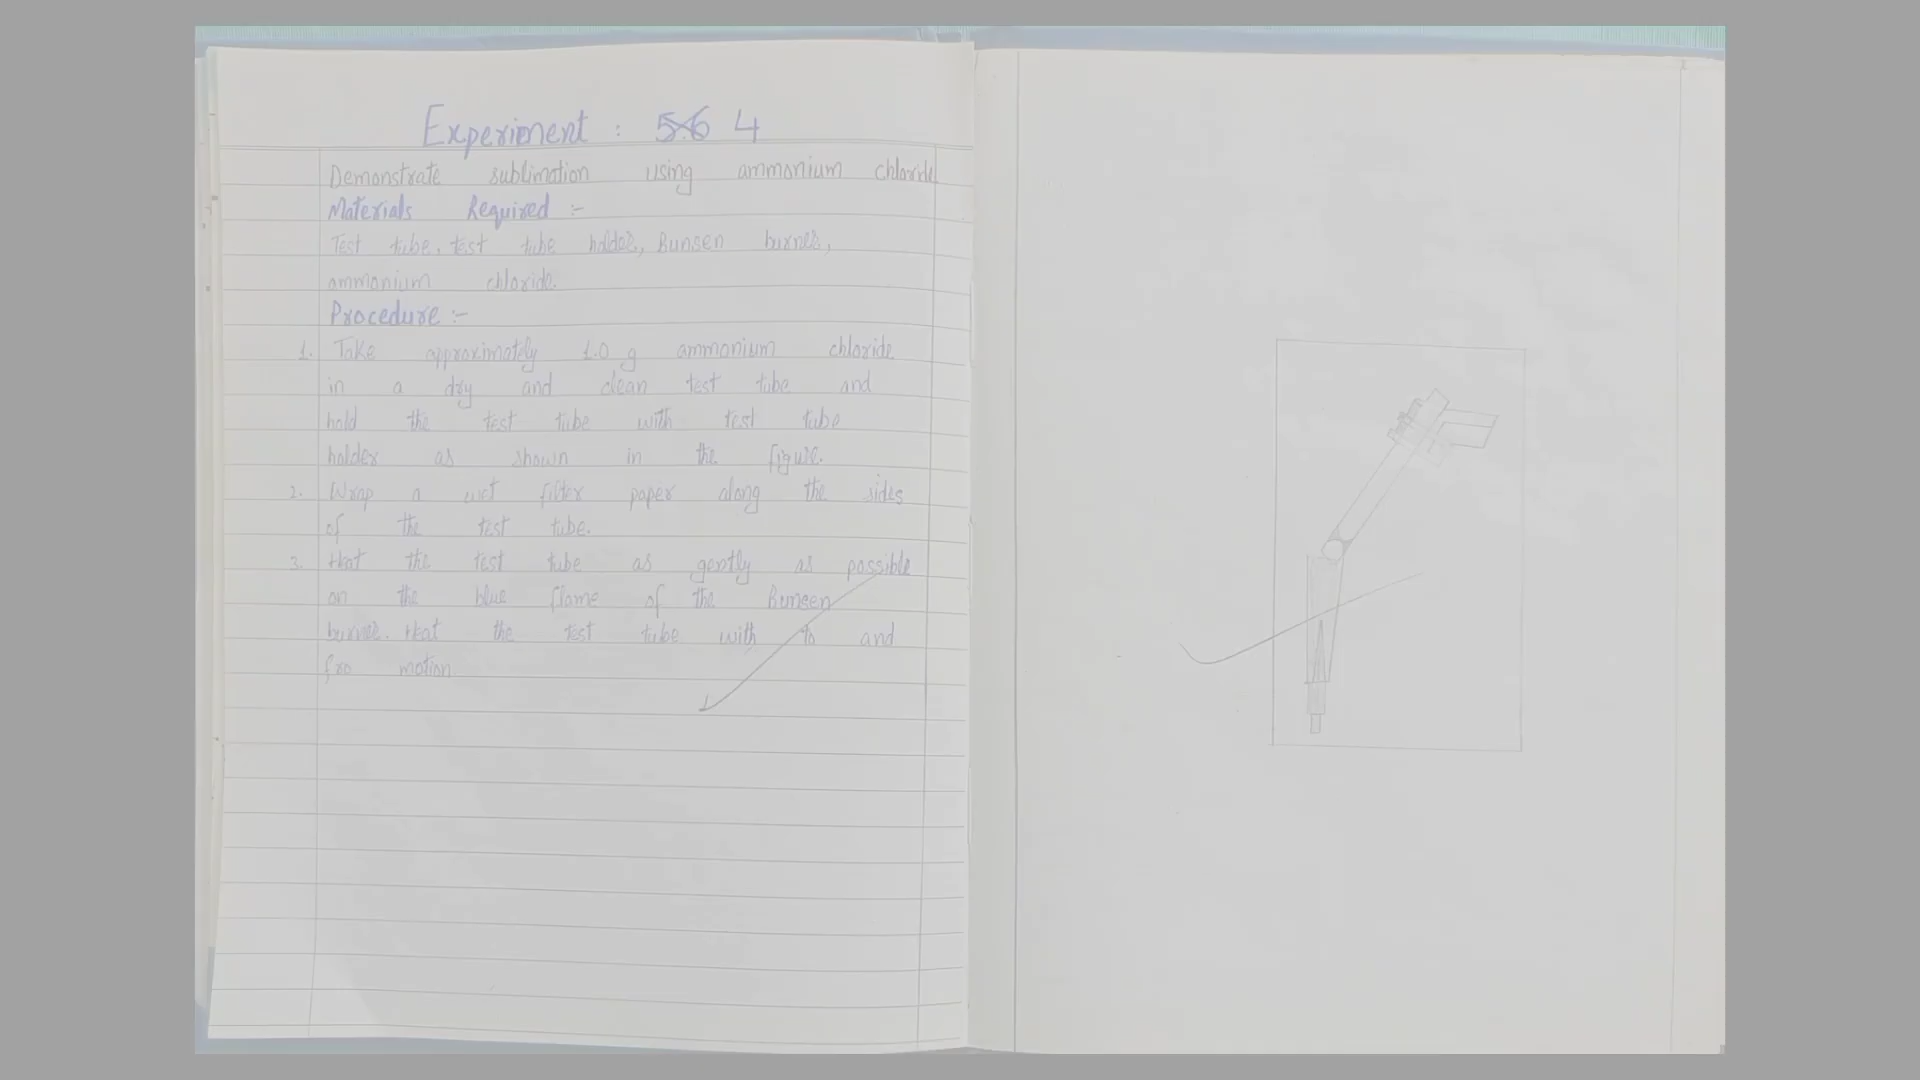 Experiment : 5.6 4
Demonstrate sublimation using ammonium chloride
Materials Required :-
Test tube, test tube holder, Bunsen burner,
ammonium chloride.
Procedure :-
1. Take approximately 1.0 g ammonium chloride
in a dry and clean test tube and
hold the test tube with test tube
holder as shown in the figure.
2. Wrap a wet filter paper along the sides
of the test tube.
3. Heat the test tube as gently as possible
on the blue flame of the Bunsen
burner. Heat the test tube with to and
fro motion.